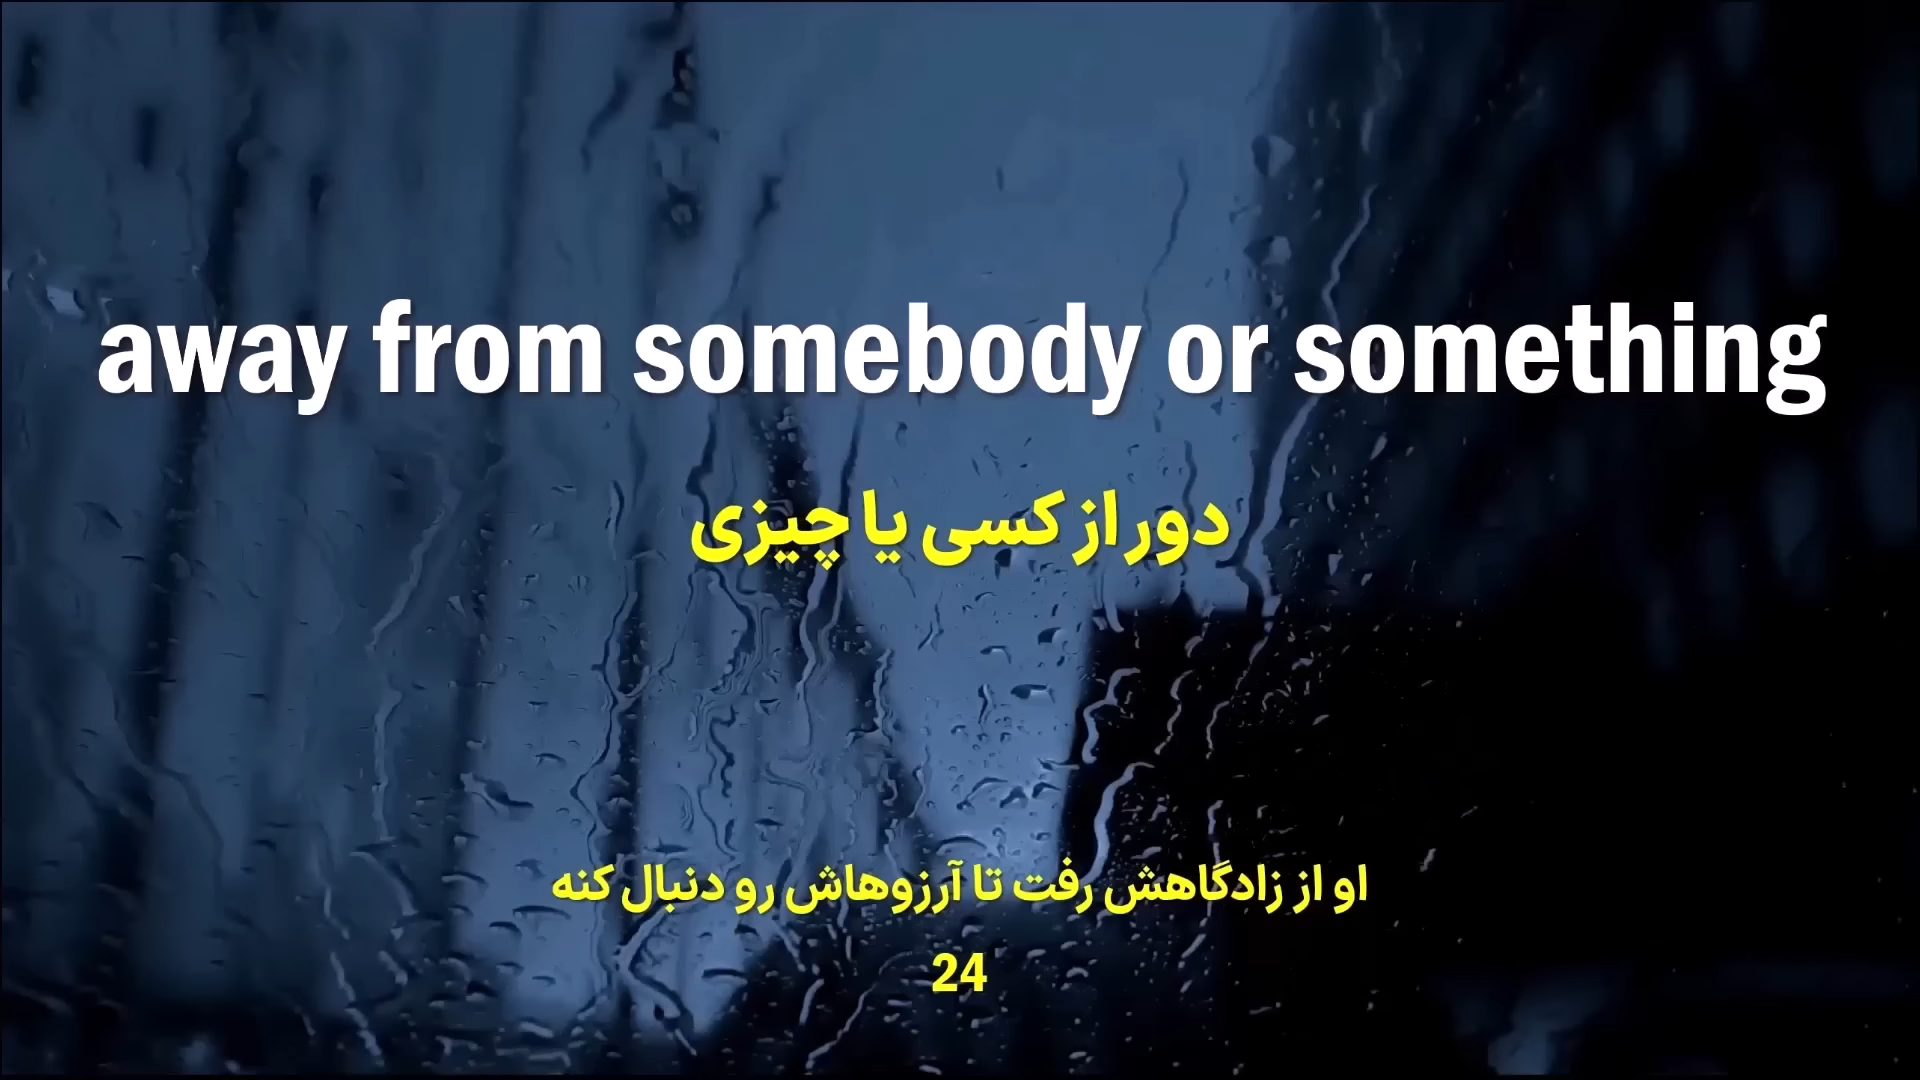 away from somebody or something
دور از کسی یا چیزی
او از زادگاهش رفت تا آرزوهاش رو دنبال کنه
24